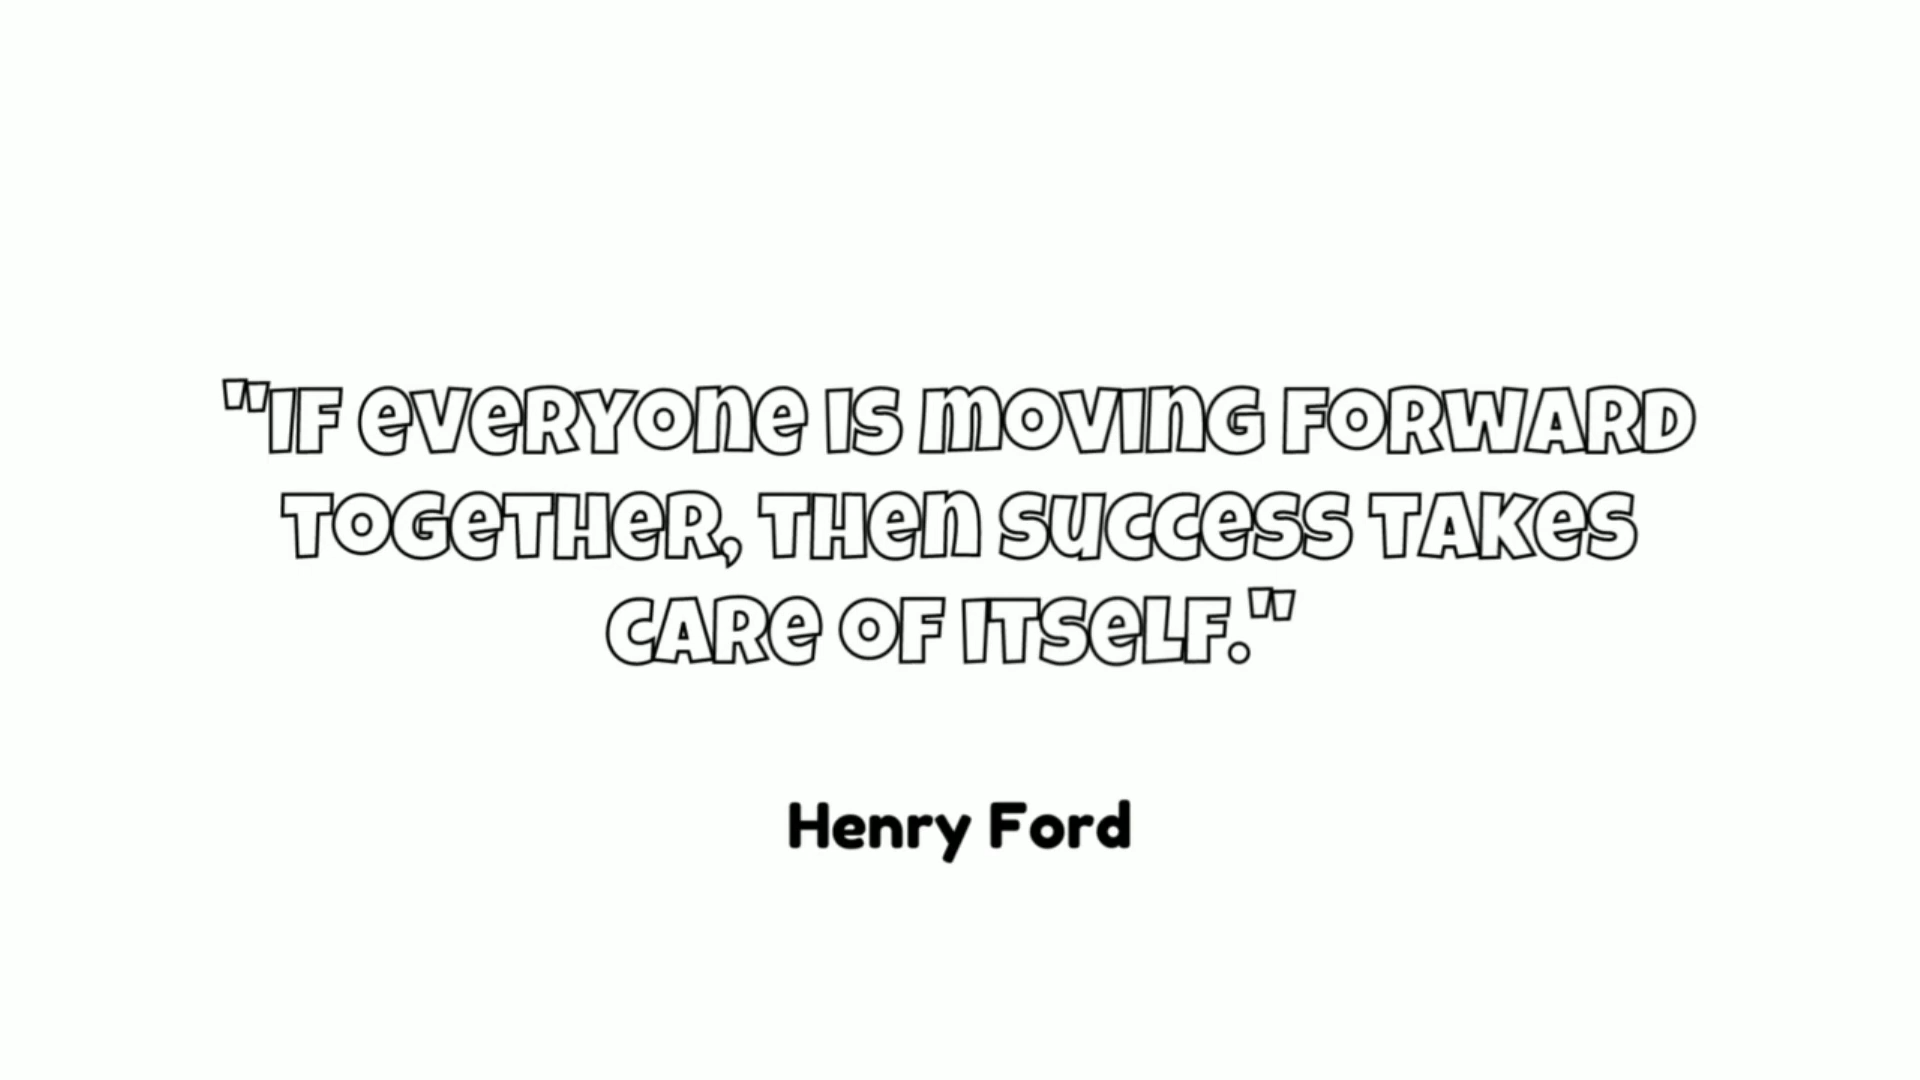 "If everyone is moving forward
together, then success takes
care of itself."
Henry Ford